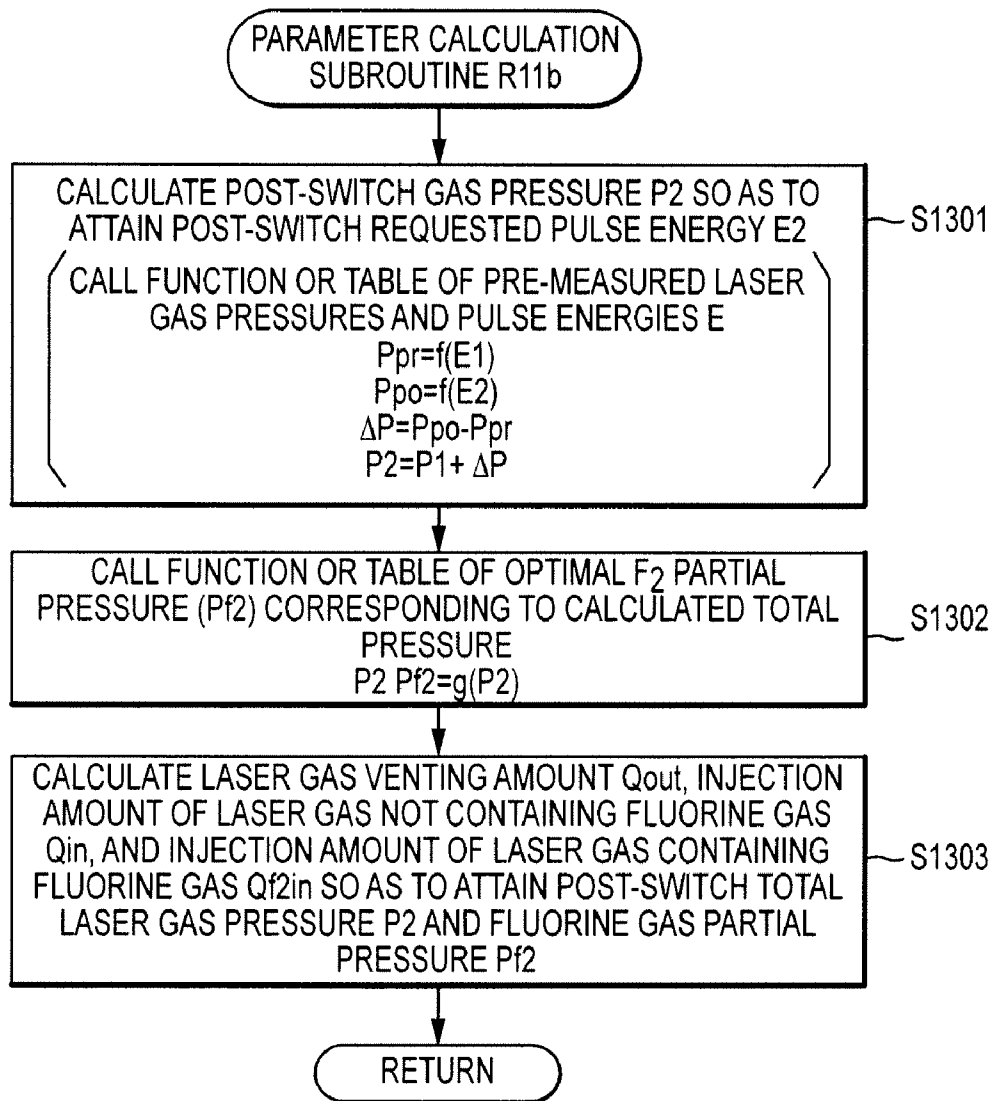 PARAMETER CALCULATION
SUBROUTINE R11b
CALCULATE POST-SWITCH GAS PRESSURE P2 SO AS TO
ATTAIN POST-SWITCH REQUESTED PULSE ENERGY E2
CALL FUNCTION OR TABLE OF PRE-MEASURED LASER
GAS PRESSURES AND PULSE ENERGIES E
Ppr=f(E1)
Ppo=f(E2)
ΔP=Ppo-Ppr
P2=P1+ ΔP
S1301
CALL FUNCTION OR TABLE OF OPTIMAL F2 PARTIAL
PRESSURE (Pf2) CORRESPONDING TO CALCULATED TOTAL
PRESSURE
P2 Pf2=g(P2)
S1302
CALCULATE LASER GAS VENTING AMOUNT Qout, INJECTION
AMOUNT OF LASER GAS NOT CONTAINING FLUORINE GAS
Qin, AND INJECTION AMOUNT OF LASER GAS CONTAINING
FLUORINE GAS Qf2in SO AS TO ATTAIN POST-SWITCH TOTAL
LASER GAS PRESSURE P2 AND FLUORINE GAS PARTIAL
PRESSURE Pf2
S1303
RETURN